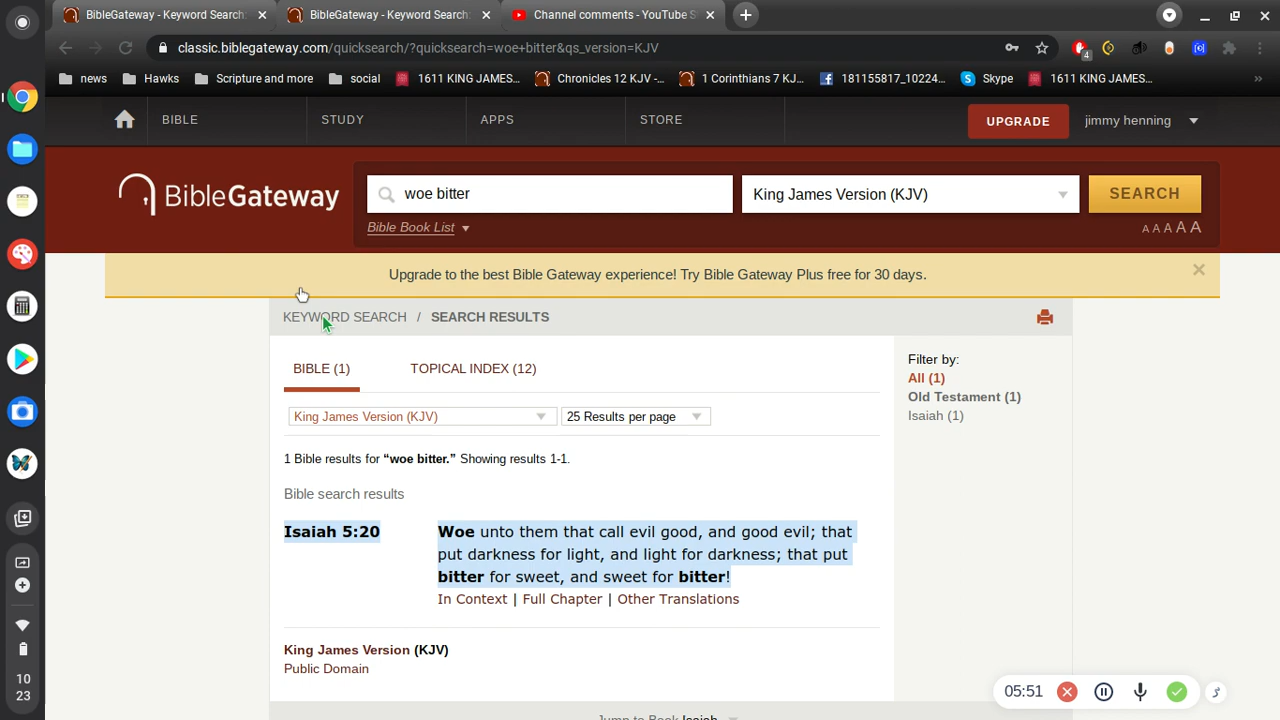 BibleGateway - Keyword Search:
BibleGateway - Keyword Search:
Channel comments - YouTube S
classic.biblegateway.com/quicksearch/?quicksearch=woe+bitter&qs_version=KJV
4
news
Hawks
Scripture and more
social
1611 KING JAMES...
Chronicles 12 KJV -...
1 Corinthians 7 KJ...
181155817_10224...
Skype
1611 KING JAMES...
»
BIBLE
STUDY
APPS
STORE
UPGRADE
jimmy henning
BibleGateway
woe bitter
King James Version (KJV)
SEARCH
Bible Book List
A A A A A
Upgrade to the best Bible Gateway experience! Try Bible Gateway Plus free for 30 days.
KEYWORD SEARCH / SEARCH RESULTS
BIBLE (1)
TOPICAL INDEX (12)
King James Version (KJV)
25 Results per page
1 Bible results for “woe bitter.” Showing results 1-1.
Bible search results
Isaiah 5:20
Woe unto them that call evil good, and good evil; that
put darkness for light, and light for darkness; that put
bitter for sweet, and sweet for bitter!
In Context | Full Chapter | Other Translations
King James Version (KJV)
Public Domain
Filter by:
All (1)
Old Testament (1)
Isaiah (1)
Jump to Book Isaiah
05:51
10
23